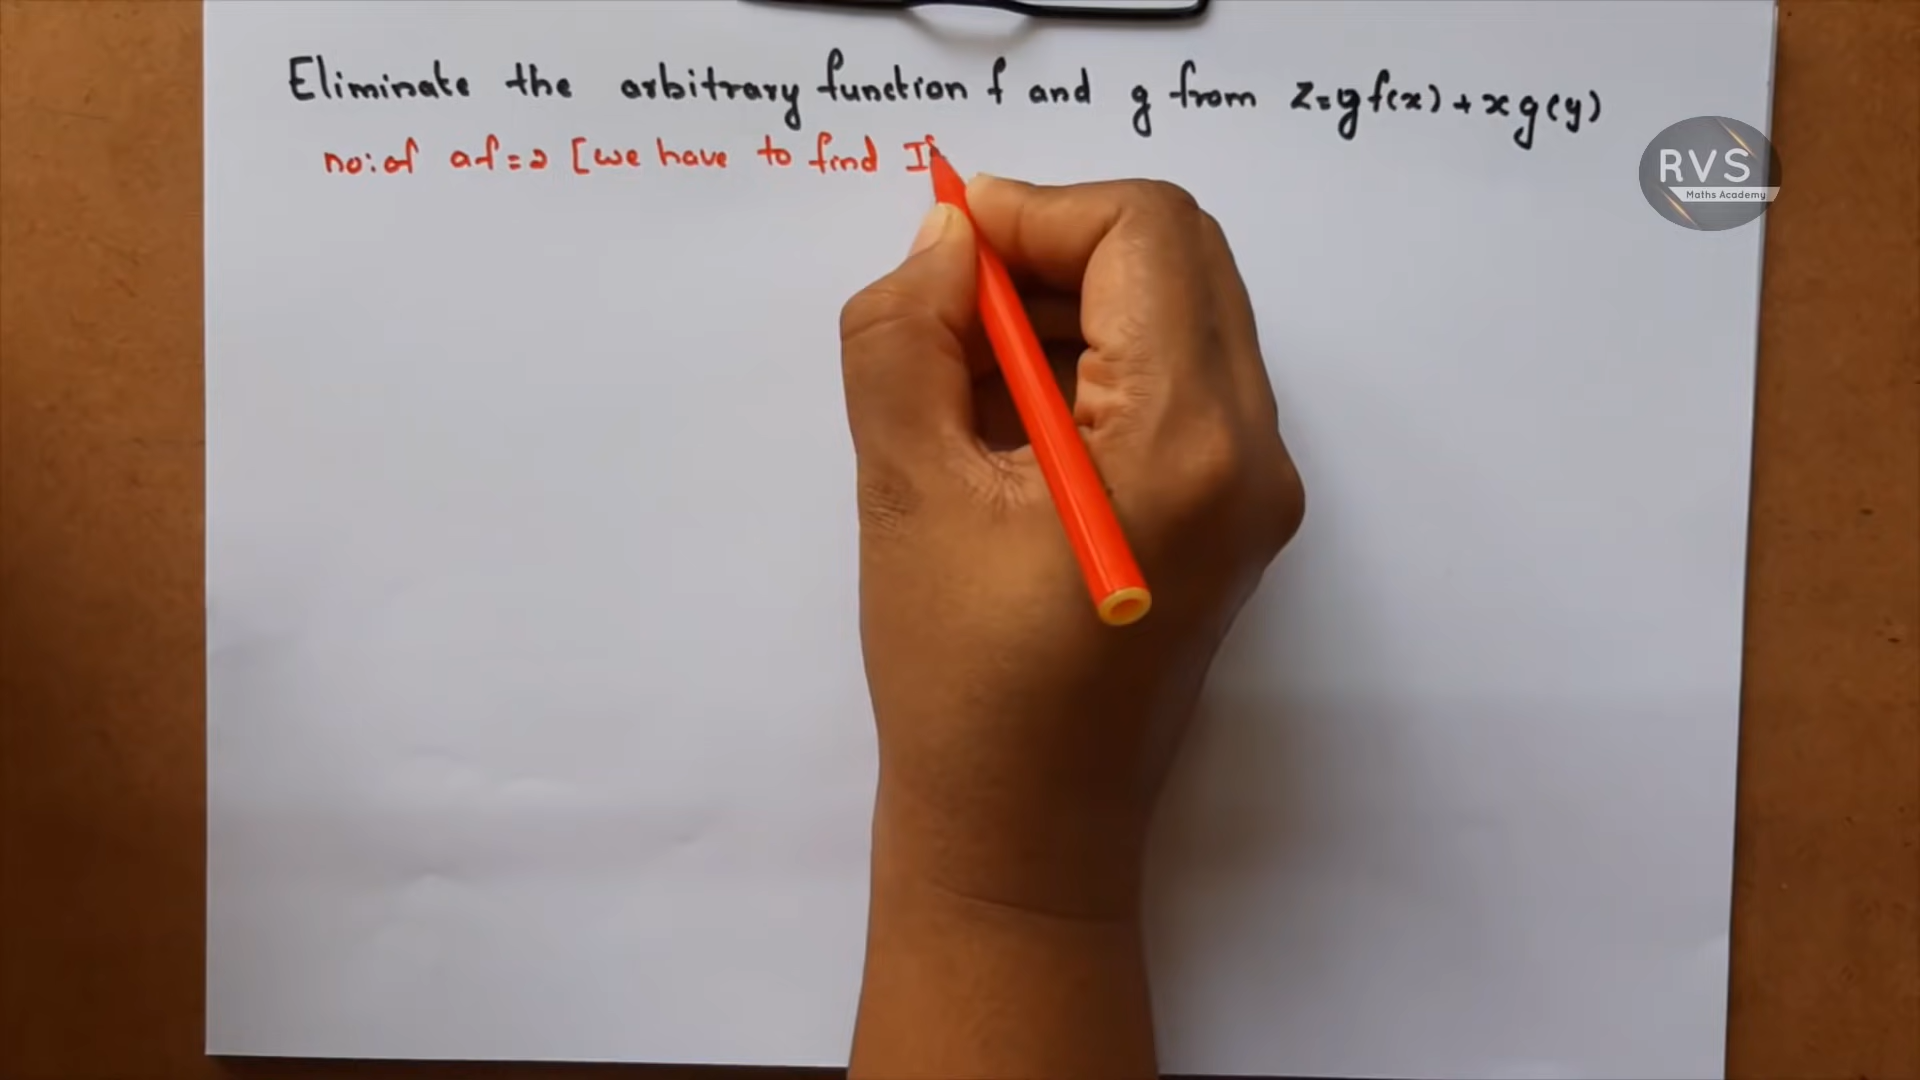 Eliminate the arbitrary function f and g from z=yf(x)+xg(y)
no:of af=2 [we have to find I
RVS
Maths Academy